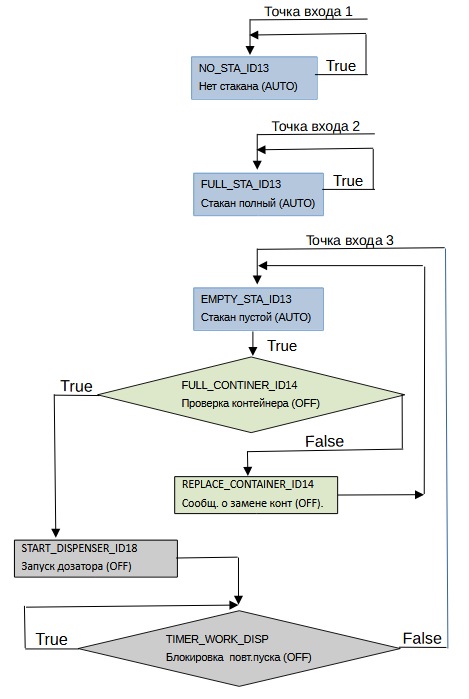 Точка входа 1
NO_STA_ID13
True
Нет стакана (AUTO)
Точка входа 2
FULL_STA_ID13
True
Стакан полный (AUTO)
Точка входа 3
EMPTY_STA_ID13
Стакан пустой (AUTO)
True
True
FULL_CONTINER_ID14
Проверка контейнера (OFF)
False
REPLACE_CONTAINER_ID14
Сообщ. о замене конт (OFF).
START_DISPENSER_ID18
Запуск дозатора (OFF)
True
TIMER_WORK_DISP
False
Блокировка повт.пуска (OFF)